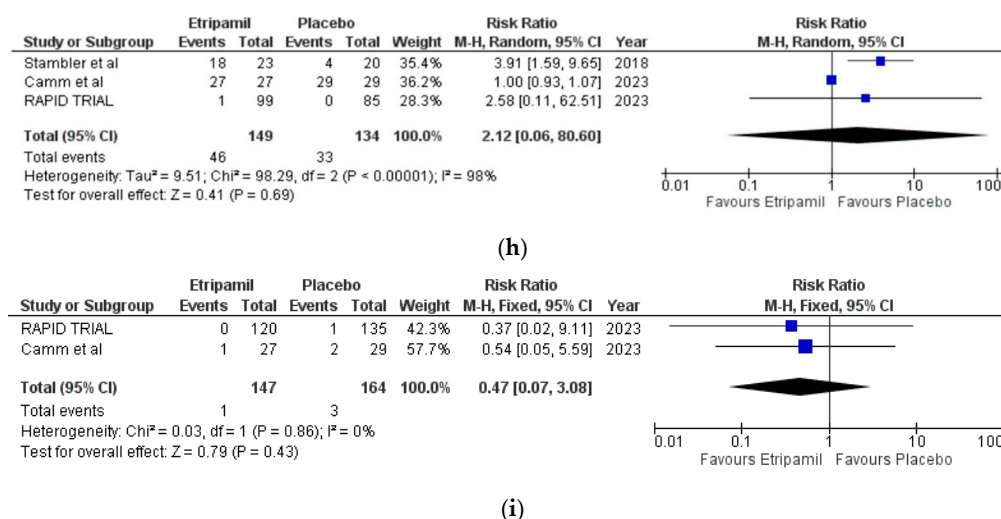 Etripamil Placebo Risk Ratio Risk Ratio
Study or Subgroup Events Total Events Total Weight M-H, Random, 95% CI Year M-H, Random, 95% CI
Stambler et al 18 23 4 20 35.4% 3.91 [1.59, 9.65] 2018
Camm et al 27 27 29 29 36.2% 1.00 [0.93, 1.07] 2023
RAPID TRIAL 1 99 0 85 28.3% 2.58 [0.11, 62.51] 2023
Total (95% CI) 149 134 100.0% 2.12 [0.06, 80.60]
Total events 46 33
Heterogeneity: Tau² = 9.51; Chi² = 98.29, df = 2 (P < 0.00001); I² = 98%
Test for overall effect: Z = 0.41 (P = 0.69)
0.01 0.1 1 10 100
Favours Etripamil Favours Placebo
(h)
Etripamil Placebo Risk Ratio Risk Ratio
Study or Subgroup Events Total Events Total Weight M-H, Fixed, 95% CI Year M-H, Fixed, 95% CI
RAPID TRIAL 0 120 1 135 42.3% 0.37 [0.02, 9.11] 2023
Camm et al 1 27 2 29 57.7% 0.54 [0.05, 5.59] 2023
Total (95% CI) 147 164 100.0% 0.47 [0.07, 3.08]
Total events 1 3
Heterogeneity: Chi² = 0.03, df = 1 (P = 0.86); I² = 0%
Test for overall effect: Z = 0.79 (P = 0.43)
0.01 0.1 1 10 100
Favours Etripamil Favours Placebo
(i)